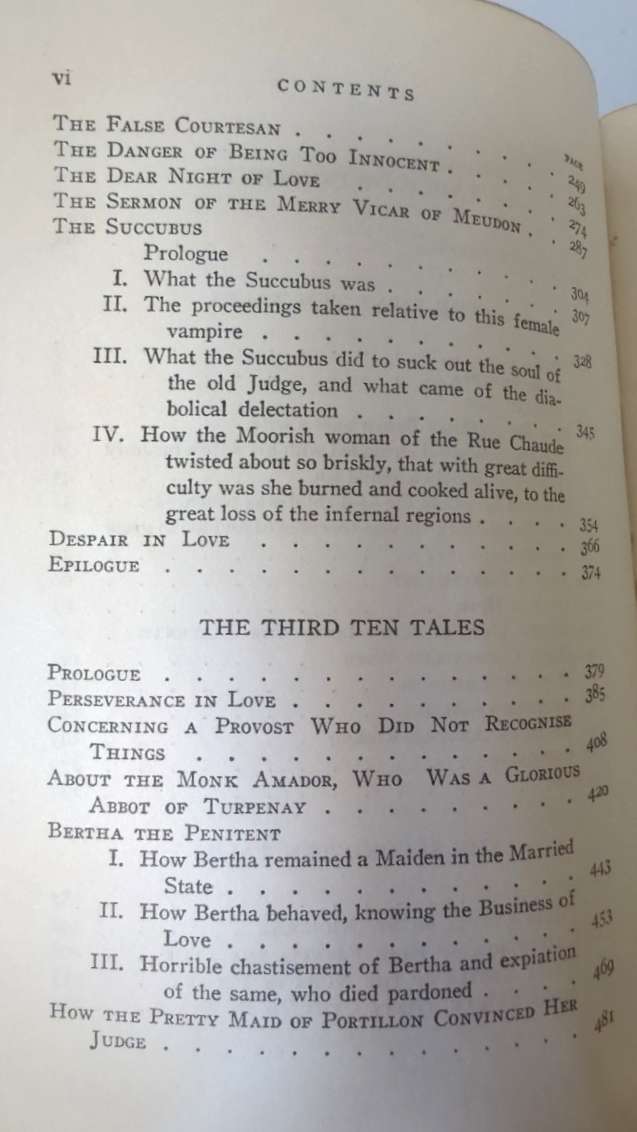 vi CONTENTS
PAGE
THE FALSE COURTESAN . . . . . . . . . 249
THE DANGER OF BEING TOO INNOCENT . . . . . 263
THE DEAR NIGHT OF LOVE . . . . . . . 274
THE SERMON OF THE MERRY VICAR OF MEUDON . . 287
THE SUCCUBUS
Prologue . . . . . . . . . . 304
I. What the Succubus was . . . . . . 307
II. The proceedings taken relative to this female
vampire . . . . . . . . . . 328
III. What the Succubus did to suck out the soul of
the old Judge, and what came of the dia-
bolical delectation . . . . . . . 345
IV. How the Moorish woman of the Rue Chaude
twisted about so briskly, that with great diffi-
culty was she burned and cooked alive, to the
great loss of the infernal regions . . . . 354
DESPAIR IN LOVE . . . . . . . . . . 366
EPILOGUE . . . . . . . . . . . . . 374
THE THIRD TEN TALES
PROLOGUE . . . . . . . . . . . . . 379
PERSEVERANCE IN LOVE . . . . . . . . . 385
CONCERNING A PROVOST WHO DID NOT RECOGNISE
THINGS . . . . . . . . . . . . 408
ABOUT THE MONK AMADOR, WHO WAS A GLORIOUS
ABBOT OF TURPENAY . . . . . . . . 420
BERTHA THE PENITENT
I. How Bertha remained a Maiden in the Married
State . . . . . . . . . . . 443
II. How Bertha behaved, knowing the Business of
Love . . . . . . . . . . . 453
III. Horrible chastisement of Bertha and expiation
of the same, who died pardoned . . . . 469
HOW THE PRETTY MAID OF PORTILLON CONVINCED HER
JUDGE . . . . . . . . . . . . . 481